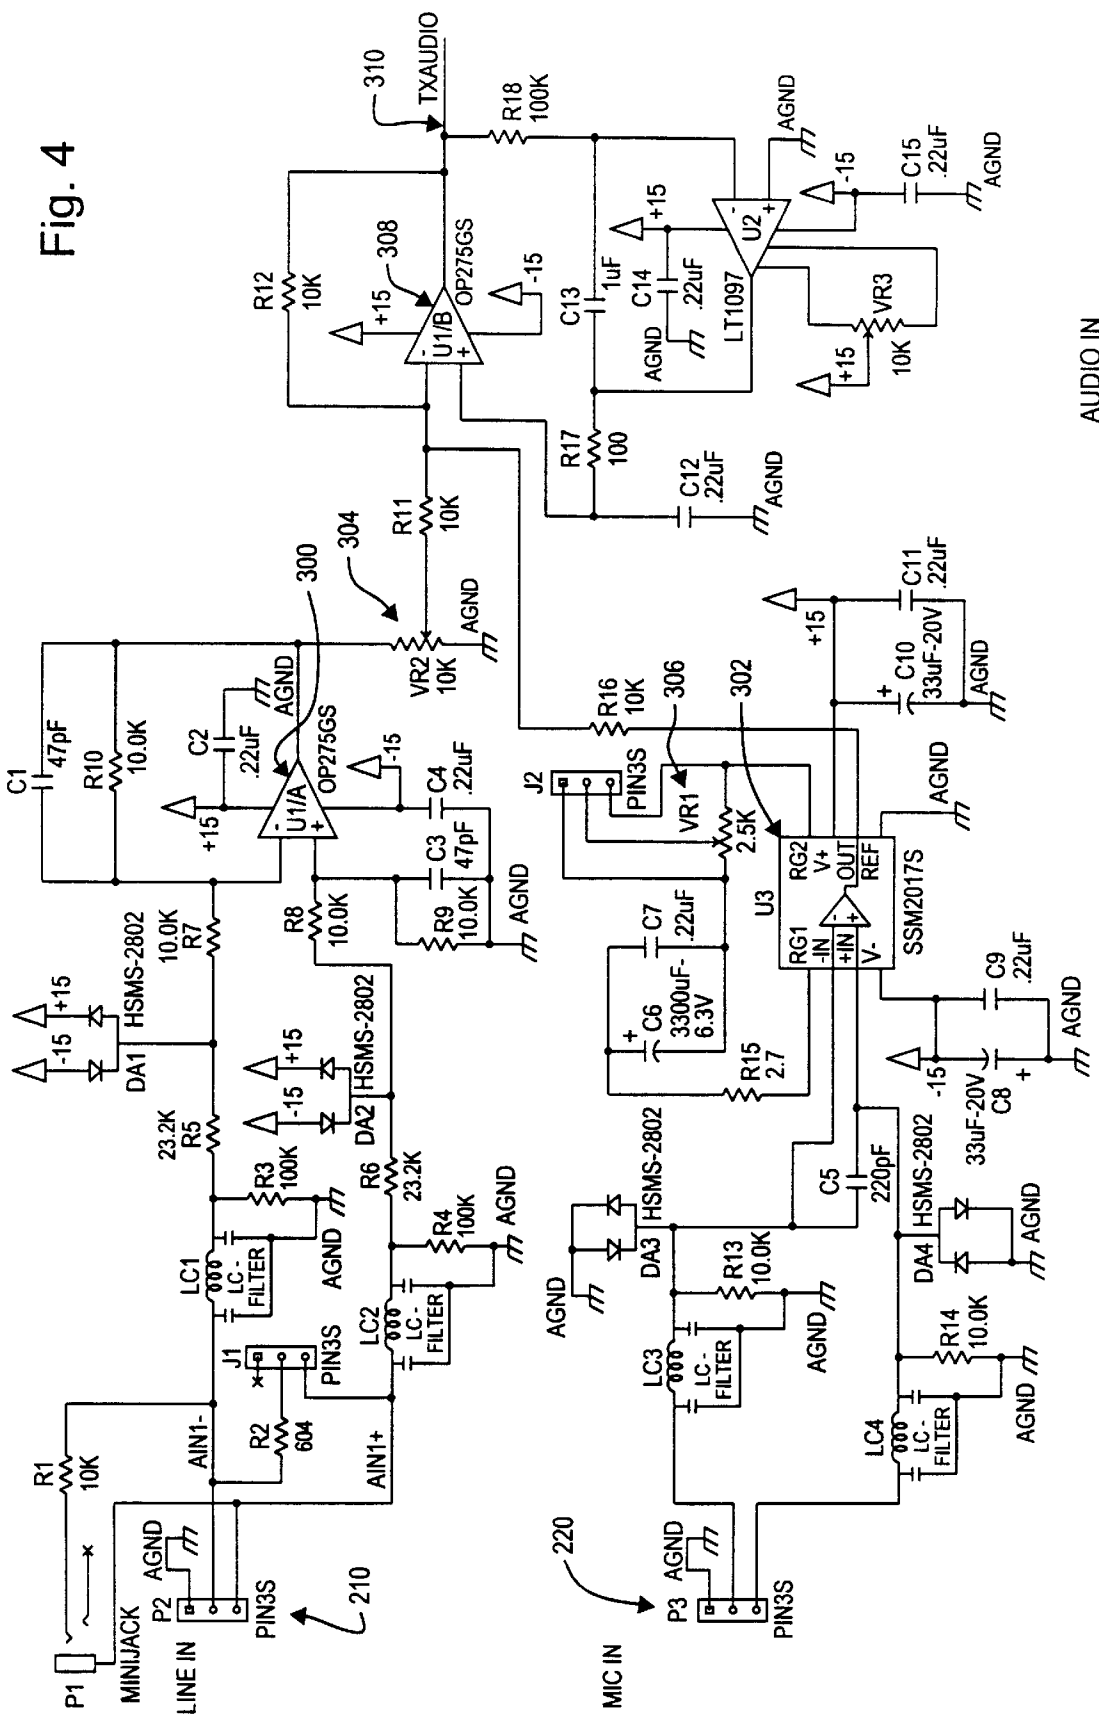 Fig. 4
P1
MINIJACK
R1
10K
LINE IN
P2
AGND
PIN3S
210
AIN1-
AIN1+
R2
604
J1
PIN3S
LC1
LC-
FILTER
AGND
R3
100K
LC2
LC-
FILTER
R4
100K
AGND
23.2K
R5
R6
23.2K
DA1
HSMS-2802
-15
+15
DA2
HSMS-2802
-15
+15
10.0K
R7
R8
10.0K
C1
47pF
R10
10.0K
+15
C2
.22uF
AGND
U1/A
-
+
OP275GS
300
-15
C4
.22uF
C3
47pF
R9
10.0K
AGND
VR2
10K
AGND
304
R11
10K
R12
10K
+15
308
U1/B
-
+
OP275GS
-15
310
TXAUDIO
R18
100K
C13
1uF
R17
100
C12
.22uF
AGND
+15
C14
.22uF
AGND
LT1097
U2
-
+
AGND
-15
C15
.22uF
AGND
VR3
10K
+15
MIC IN
P3
AGND
PIN3S
220
LC3
LC-
FILTER
R13
10.0K
AGND
AGND
DA3
HSMS-2802
LC4
LC-
FILTER
R14
10.0K
AGND
DA4
HSMS-2802
AGND
C5
220pF
R15
2.7
+
C6
3300uF-
6.3V
C7
.22uF
J2
PIN3S
VR1
2.5K
306
R16
10K
302
U3
RG1
-IN
+IN
V-
-
+
RG2
V+
OUT
REF
SSM2017S
AGND
-15
33uF-20V
C8
+
C9
.22uF
AGND
+15
+
C10
33uF-20V
C11
.22uF
AGND
AUDIO IN